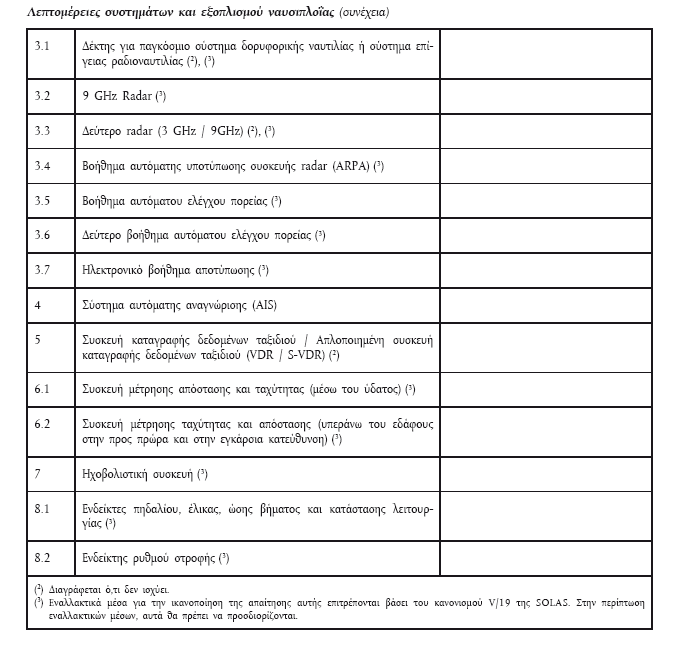 Λεπτομέρειες συστημάτων και εξοπλισμού ναυσιπλοΐας (συνέχεια)
3.1 Δέκτης για παγκόσμιο σύστημα δορυφορικής ναυτιλίας ή σύστημα επί-
γειας ραδιοναυτιλίας (²), (³)
3.2 9 GHz Radar (³)
3.3 Δεύτερο radar (3 GHz / 9GHz) (²), (³)
3.4 Βοήθημα αυτόματης υποτύπωσης συσκευής radar (ARPA) (³)
3.5 Βοήθημα αυτόματου ελέγχου πορείας (³)
3.6 Δεύτερο βοήθημα αυτόματου ελέγχου πορείας (³)
3.7 Ηλεκτρονικό βοήθημα αποτύπωσης (³)
4 Σύστημα αυτόματης αναγνώρισης (AIS)
5 Συσκευή καταγραφής δεδομένων ταξιδιού / Απλοποιημένη συσκευή
καταγραφής δεδομένων ταξιδιού (VDR / S-VDR) (²)
6.1 Συσκευή μέτρησης απόστασης και ταχύτητας (μέσω του ύδατος) (³)
6.2 Συσκευή μέτρησης ταχύτητας και απόστασης (υπεράνω του εδάφους
στην προς πρώρα και στην εγκάρσια κατεύθυνση) (³)
7 Ηχοβολιστική συσκευή (³)
8.1 Ενδείκτες πηδαλίου, έλικας, ώσης βήματος και κατάστασης λειτουρ-
γίας (³)
8.2 Ενδείκτης ρυθμού στροφής (³)
(²) Διαγράφεται ό,τι δεν ισχύει.
(³) Εναλλακτικά μέσα για την ικανοποίηση της απαίτησης αυτής επιτρέπονται βάσει του κανονισμού V/19 της SOLAS. Στην περίπτωση
εναλλακτικών μέσων, αυτά θα πρέπει να προσδιορίζονται.